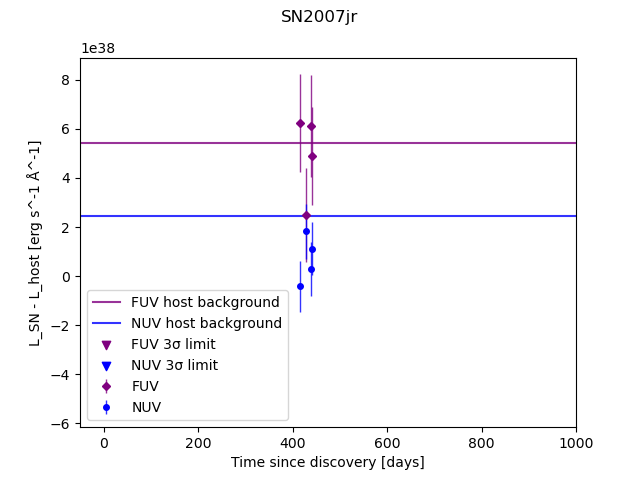 SN2007jr
1e38
L_SN - L_host [erg s^-1 Å^-1]
8
6
4
2
0
−2
−4
−6
FUV host background
NUV host background
FUV 3σ limit
NUV 3σ limit
FUV
NUV
0
200
400
600
800
1000
Time since discovery [days]